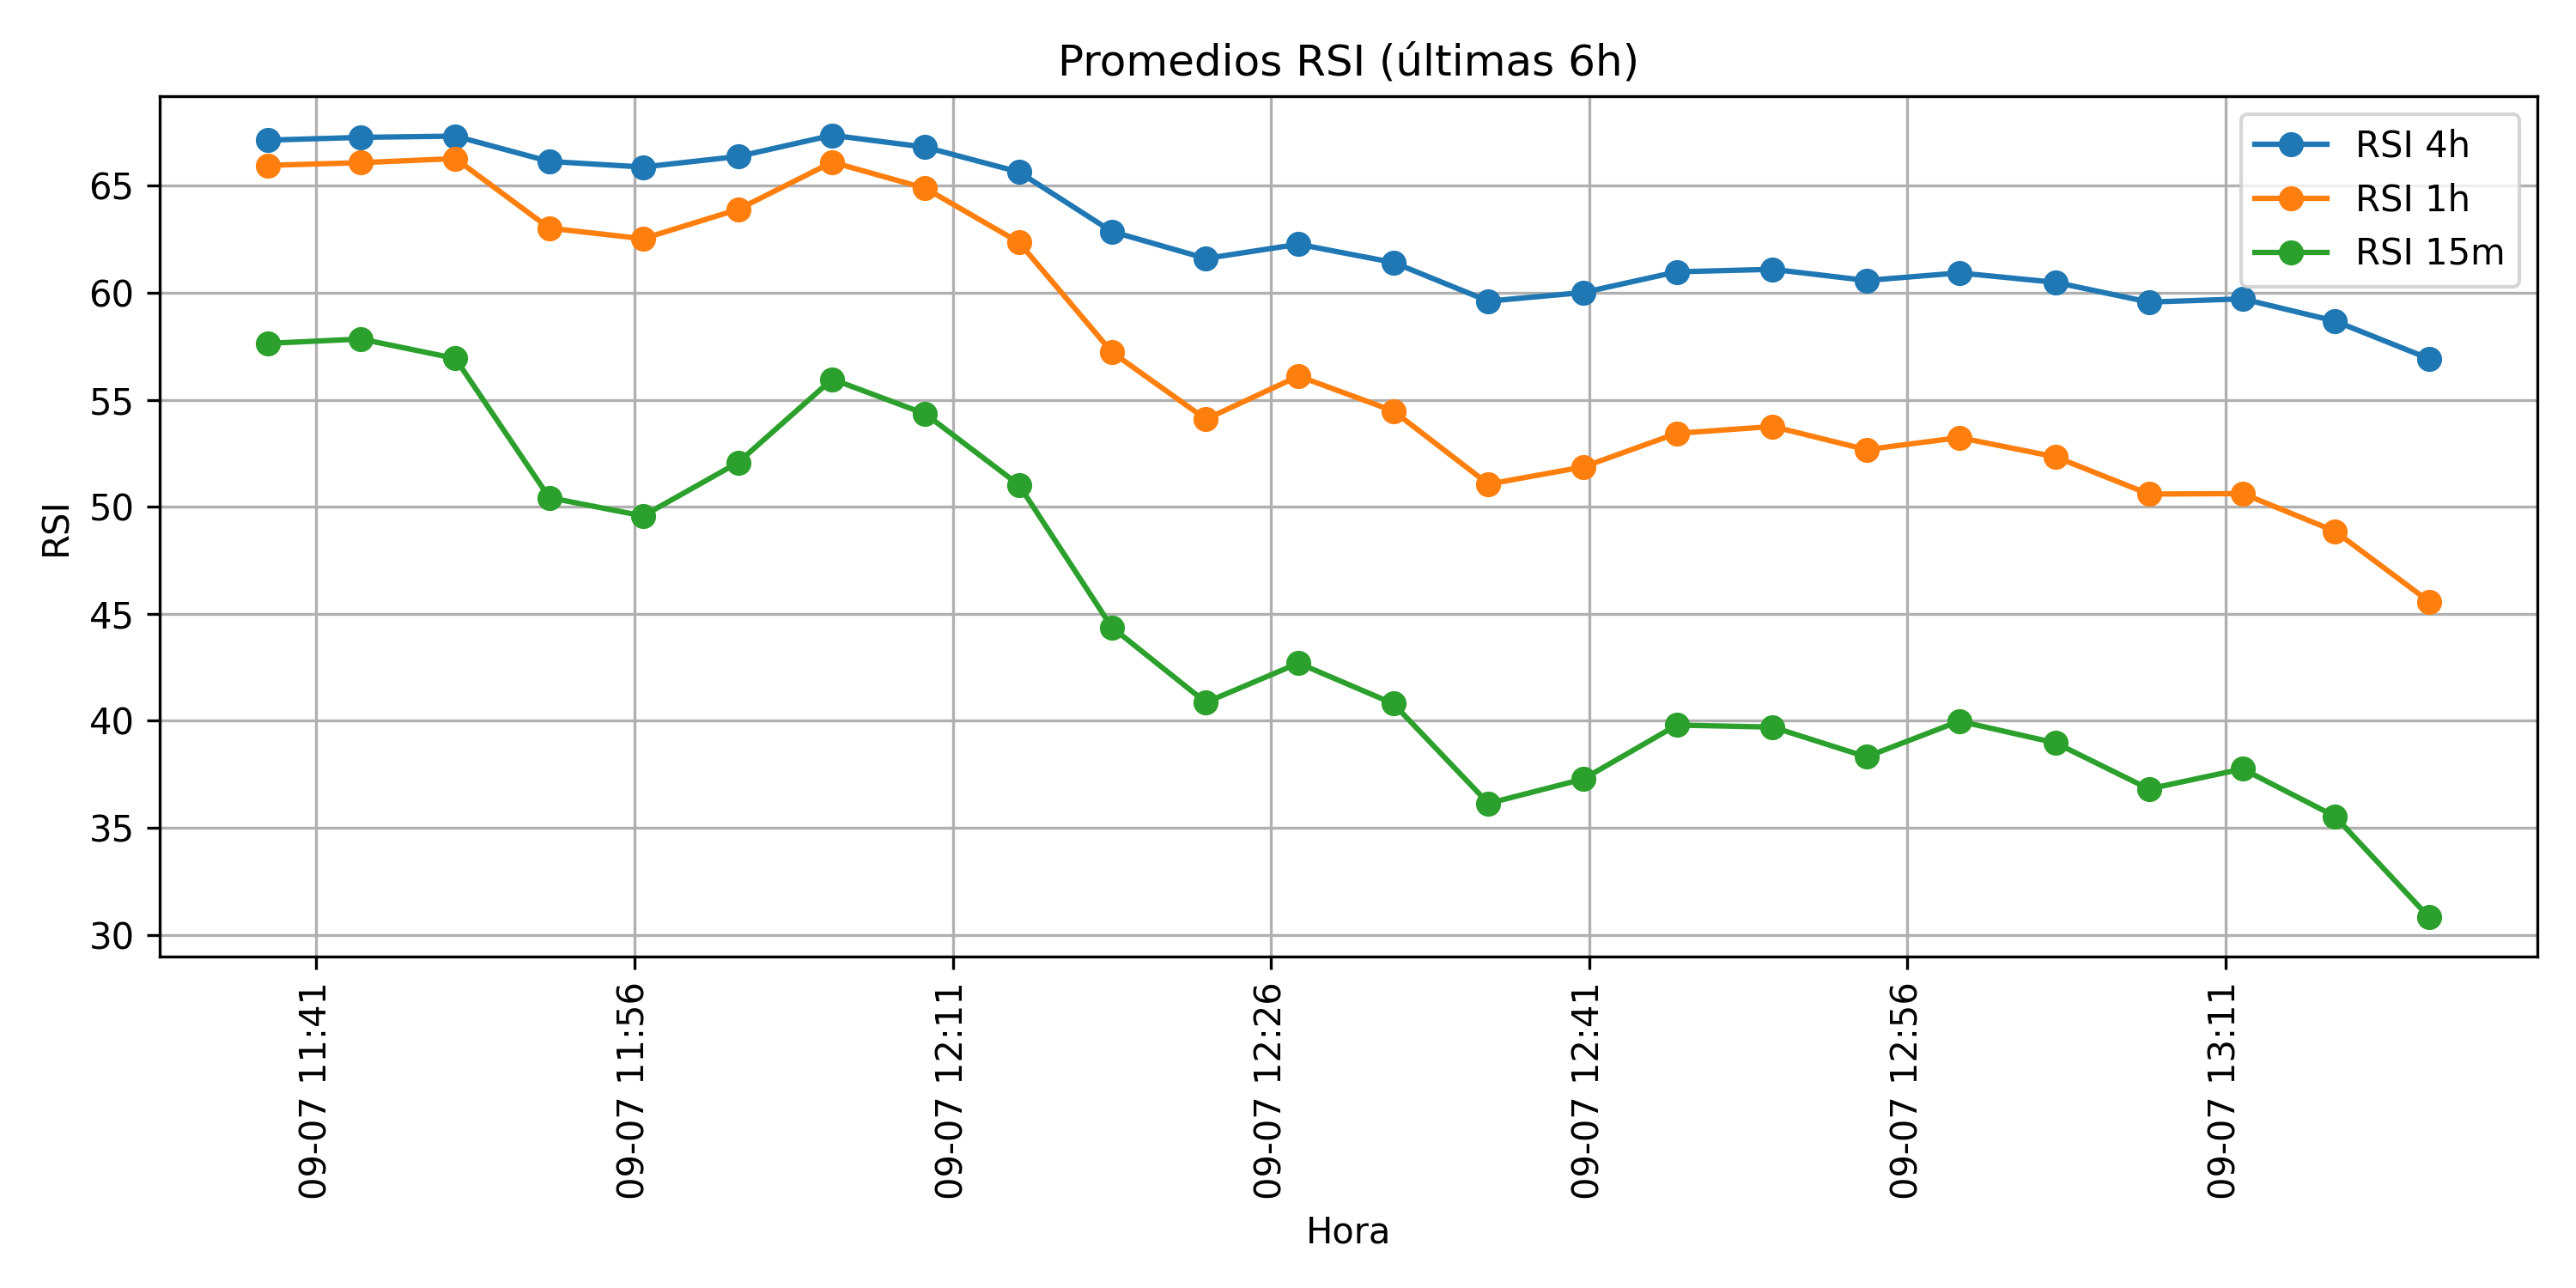 Promedios RSI (últimas 6h)
RSI 4h
RSI 1h
RSI 15m
RSI
65
60
55
50
45
40
35
30
09-07 11:41
09-07 11:56
09-07 12:11
09-07 12:26
09-07 12:41
09-07 12:56
09-07 13:11
Hora